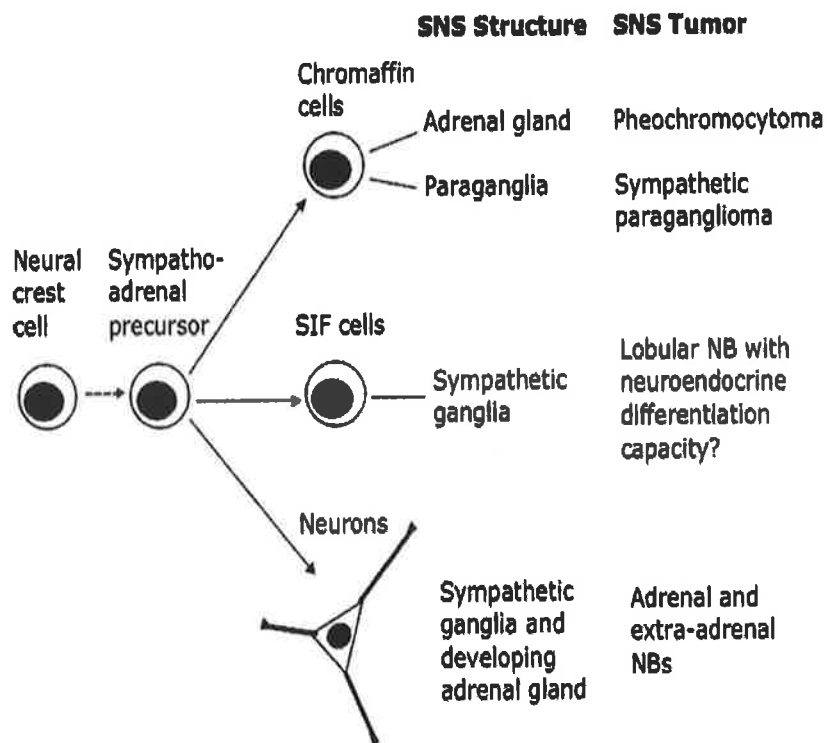 SNS Structure SNS Tumor
Chromaffin
cells
Adrenal gland Pheochromocytoma
Paraganglia Sympathetic
paraganglioma
Neural
crest
cell
Sympatho-
adrenal
precursor
SIF cells
Sympathetic
ganglia
Lobular NB with
neuroendocrine
differentiation
capacity?
Neurons
Sympathetic
ganglia and
developing
adrenal gland
Adrenal and
extra-adrenal
NBs